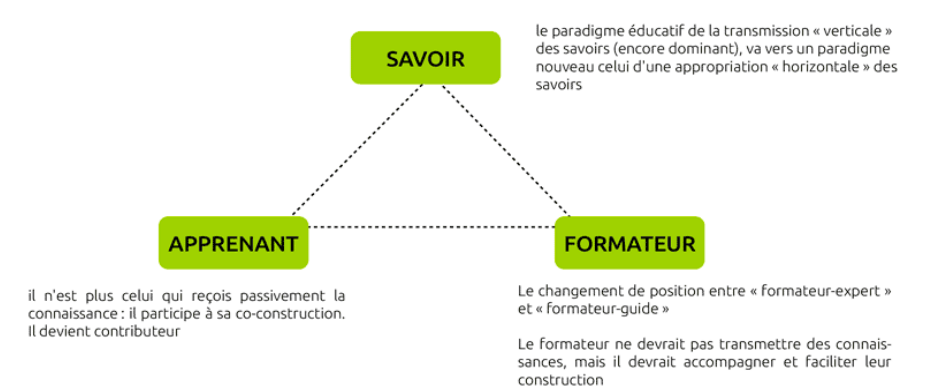 SAVOIR
le paradigme éducatif de la transmission « verticale »
des savoirs (encore dominant), va vers un paradigme
nouveau celui d'une appropriation « horizontale » des
savoirs
APPRENANT
il n'est plus celui qui reçois passivement la
connaissance : il participe à sa co-construction.
Il devient contributeur
FORMATEUR
Le changement de position entre « formateur-expert »
et « formateur-guide »
Le formateur ne devrait pas transmettre des connais-
sances, mais il devrait accompagner et faciliter leur
construction